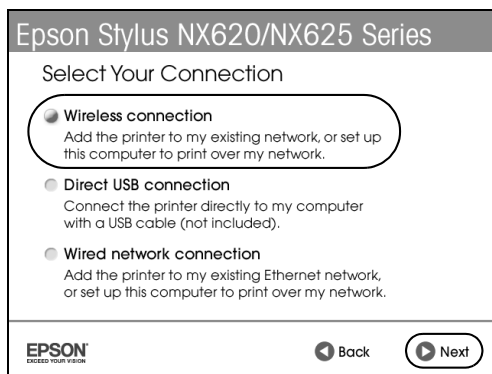 Epson Stylus NX620/NX625 Series
Select Your Connection
Wireless connection
Add the printer to my existing network, or set up
this computer to print over my network.
Direct USB connection
Connect the printer directly to my computer
with a USB cable (not included).
Wired network connection
Add the printer to my existing Ethernet network,
or set up this computer to print over my network.
EPSON
EXCEED YOUR VISION
Back
Next